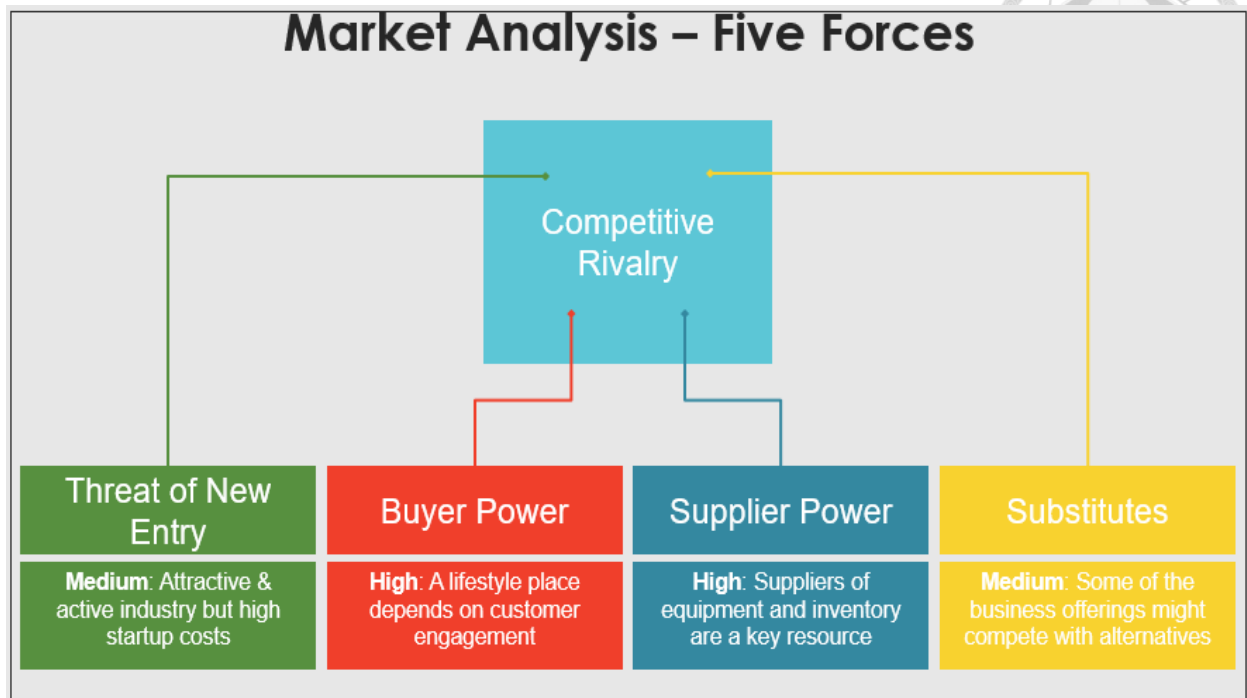 Market Analysis – Five Forces
Competitive
Rivalry
Threat of New
Entry
Buyer Power
Supplier Power
Substitutes
Medium: Attractive &
active industry but high
startup costs
High: A lifestyle place
depends on customer
engagement
High: Suppliers of
equipment and inventory
are a key resource
Medium: Some of the
business offerings might
compete with alternatives